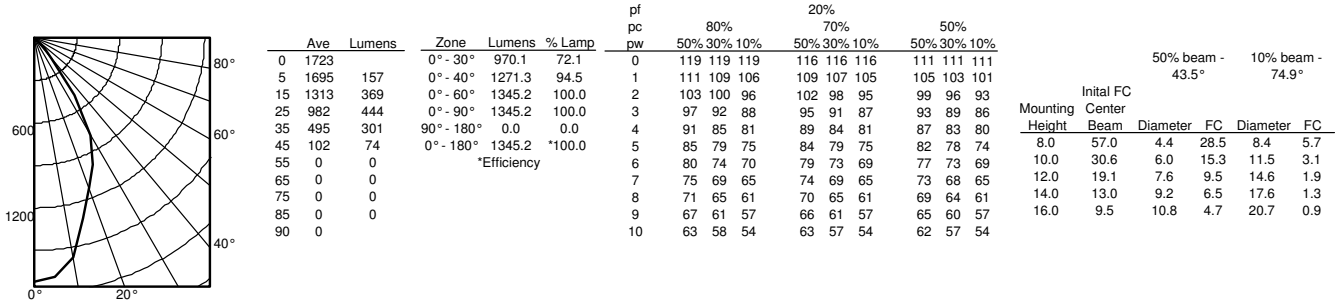 80°
60°
40°
600
1200
0° 20°
Ave Lumens
0 1723
5 1695 157
15 1313 369
25 982 444
35 495 301
45 102 74
55 0 0
65 0 0
75 0 0
85 0 0
90 0
Zone Lumens % Lamp
0° - 30° 970.1 72.1
0° - 40° 1271.3 94.5
0° - 60° 1345.2 100.0
0° - 90° 1345.2 100.0
90° - 180° 0.0 0.0
0° - 180° 1345.2 *100.0
*Efficiency
pf 20%
pc 80% 70% 50%
pw 50% 30% 10% 50% 30% 10% 50% 30% 10%
0 119 119 119 116 116 116 111 111 111
1 111 109 106 109 107 105 105 103 101
2 103 100 96 102 98 95 99 96 93
3 97 92 88 95 91 87 93 89 86
4 91 85 81 89 84 81 87 83 80
5 85 79 75 84 79 75 82 78 74
6 80 74 70 79 73 69 77 73 69
7 75 69 65 74 69 65 73 68 65
8 71 65 61 70 65 61 69 64 61
9 67 61 57 66 61 57 65 60 57
10 63 58 54 63 57 54 62 57 54
50% beam - 10% beam -
43.5° 74.9°
Inital FC
Mounting Center
Height Beam Diameter FC Diameter FC
8.0 57.0 4.4 28.5 8.4 5.7
10.0 30.6 6.0 15.3 11.5 3.1
12.0 19.1 7.6 9.5 14.6 1.9
14.0 13.0 9.2 6.5 17.6 1.3
16.0 9.5 10.8 4.7 20.7 0.9